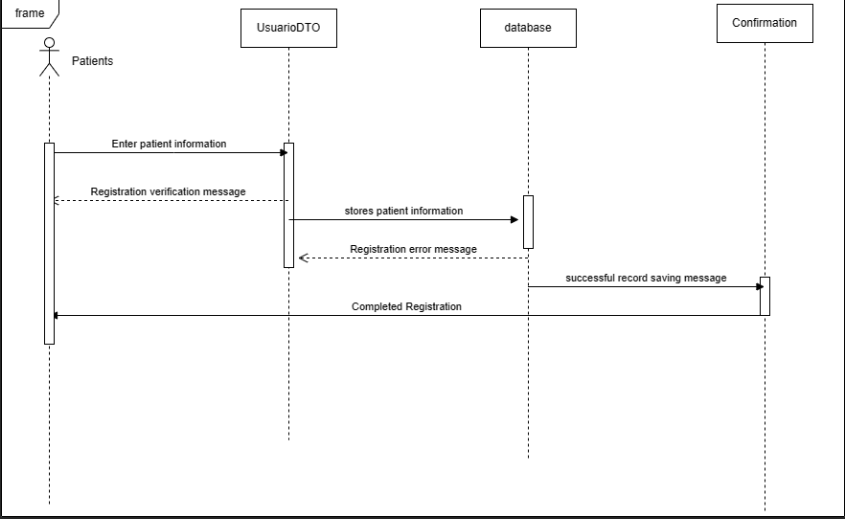 frame
UsuarioDTO
database
Confirmation
Patients
Enter patient information
Registration verification message
stores patient information
Registration error message
successful record saving message
Completed Registration